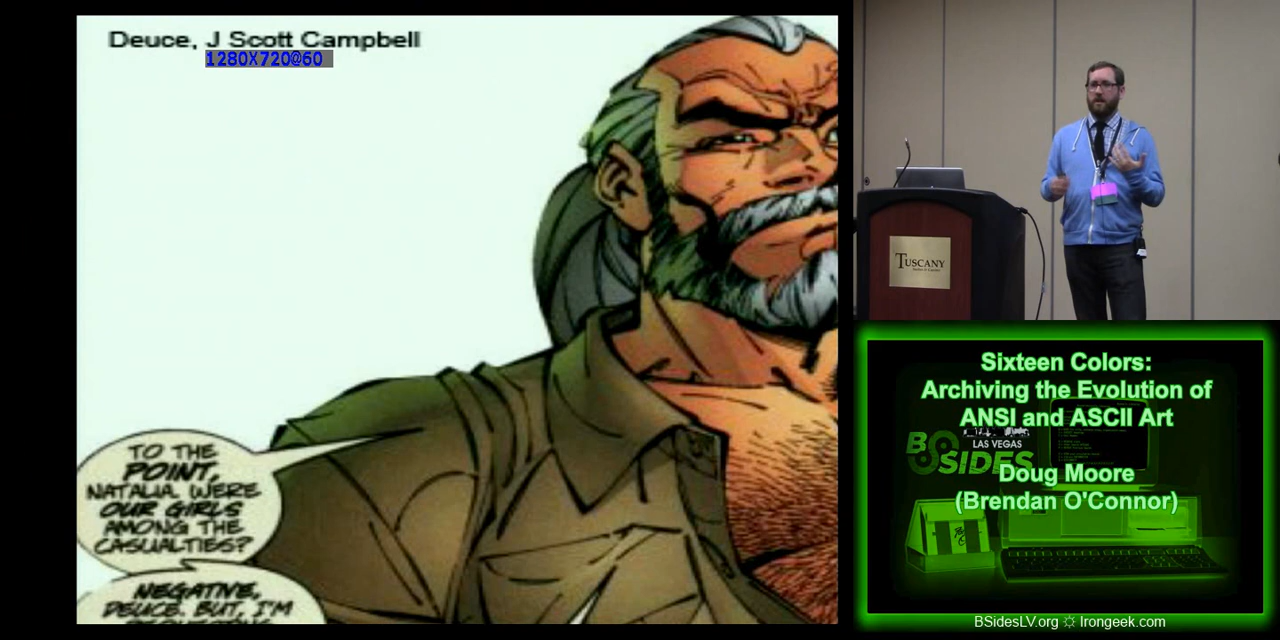 Deuce, J Scott Campbell
1280X720@60
TO THE
POINT,
NATALIA. WERE
OUR GIRLS
AMONG THE
CASUALTIES?
NEGATIVE,
DEUCE. BUT, I'M
TUSCANY
Sixteen Colors:
Archiving the Evolution of
ANSI and ASCII Art
BSIDES
LAS VEGAS
Doug Moore
(Brendan O'Connor)
BSidesLV.org ☼ Irongeek.com